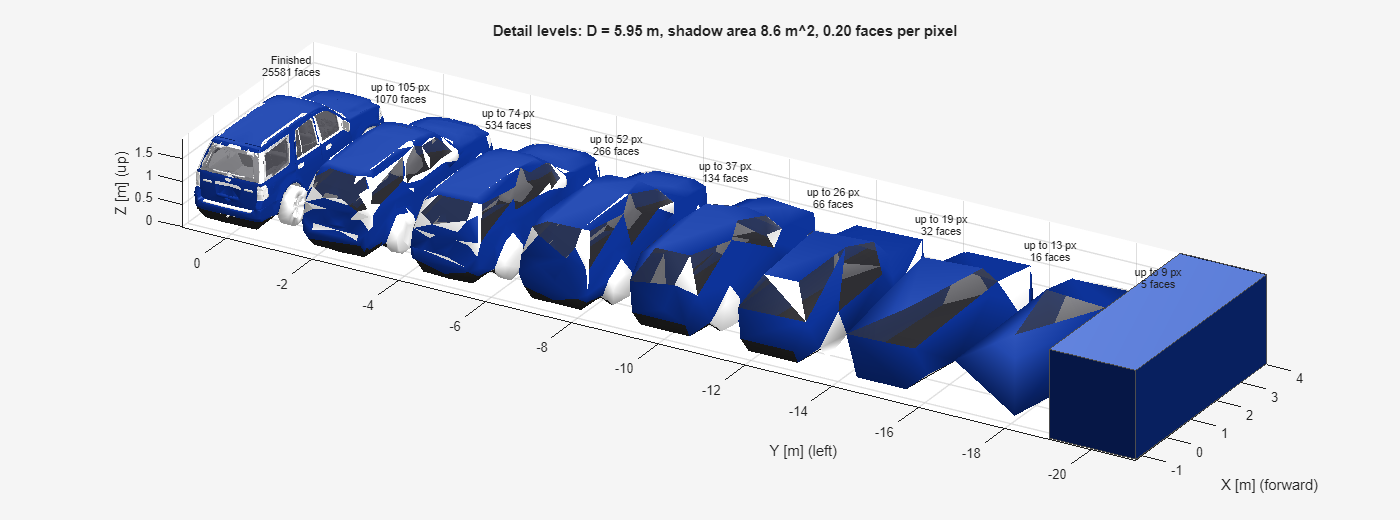 Detail levels: D = 5.95 m, shadow area 8.6 m^2, 0.20 faces per pixel
Finished
25581 faces
up to 105 px
1070 faces
up to 74 px
534 faces
up to 52 px
266 faces
up to 37 px
134 faces
up to 26 px
66 faces
up to 19 px
32 faces
up to 13 px
16 faces
up to 9 px
5 faces
Z [m] (up)
1.5
1
0.5
0
0
-2
-4
-6
-8
-10
-12
-14
-16
-18
-20
Y [m] (left)
4
3
2
1
0
-1
X [m] (forward)